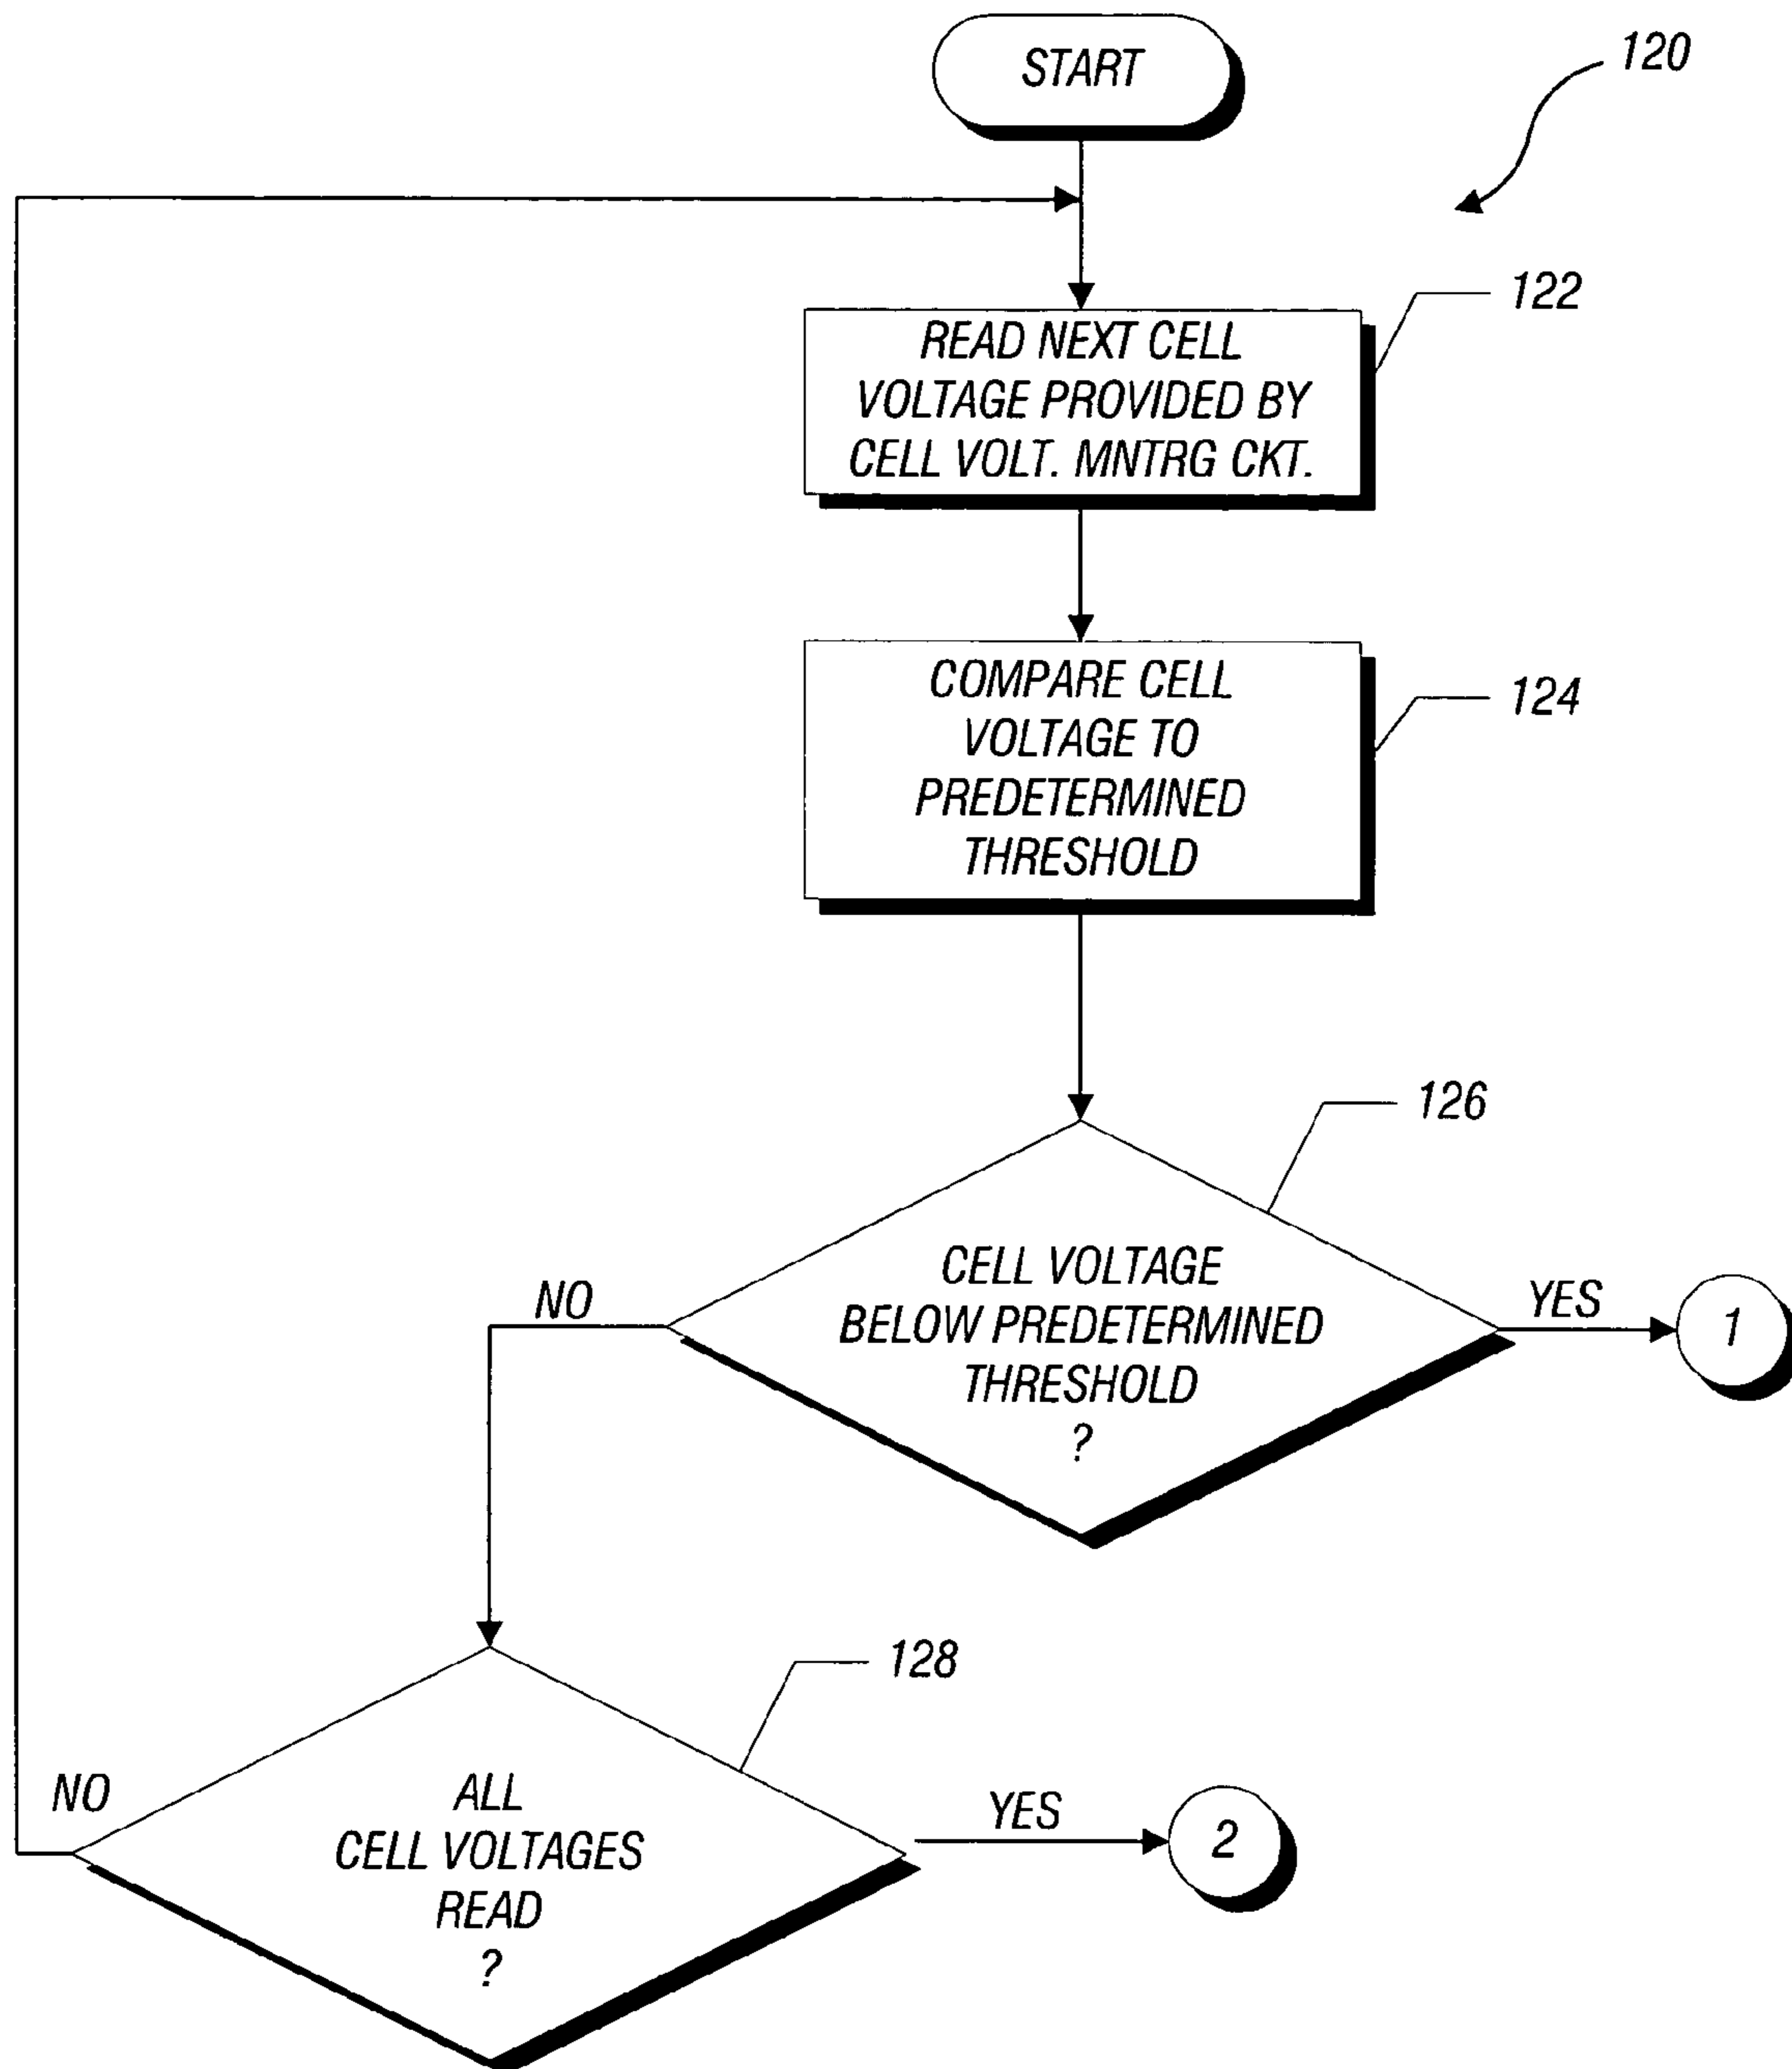 START
120
READ NEXT CELL
VOLTAGE PROVIDED BY
CELL VOLT. MNTRG CKT.
122
COMPARE CELL
VOLTAGE TO
PREDETERMINED
THRESHOLD
124
126
CELL VOLTAGE
BELOW PREDETERMINED
THRESHOLD
?
NO
YES
1
128
ALL
CELL VOLTAGES
READ
?
NO
YES
2